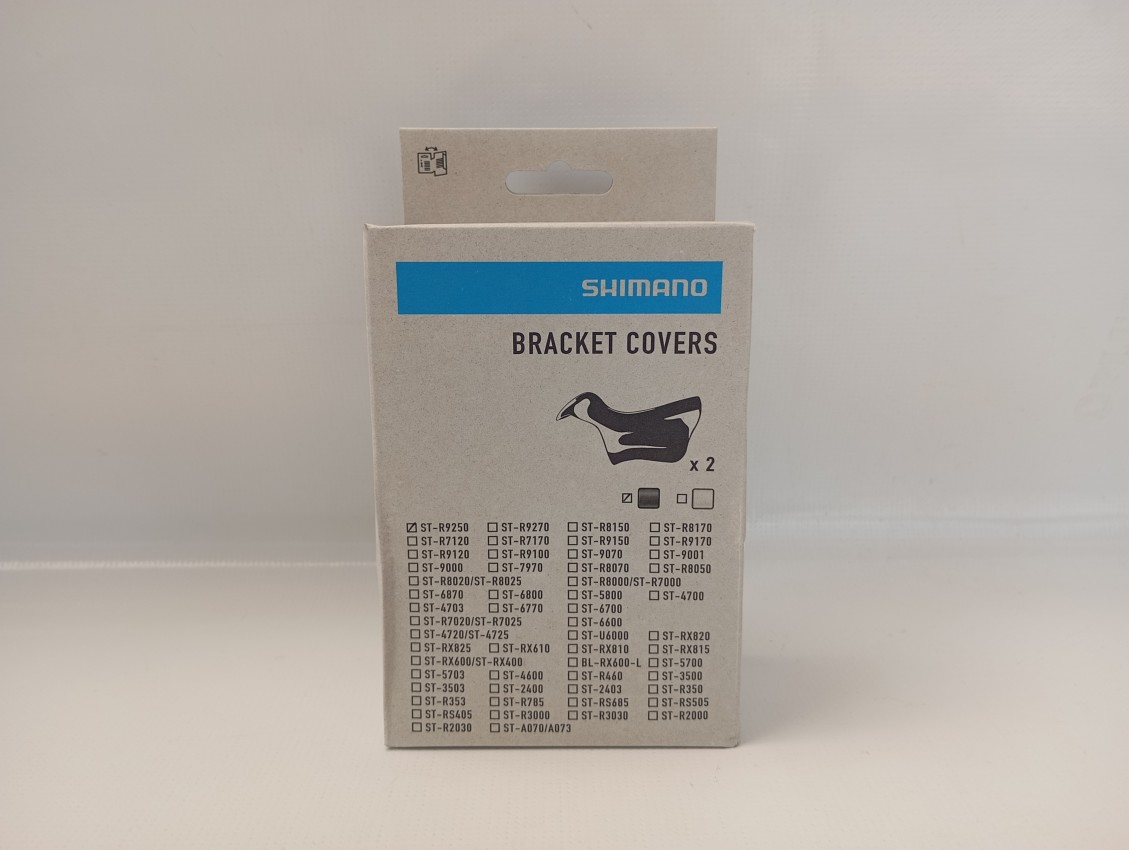 SHIMANO
BRACKET COVERS
x 2
ST-R9250 ST-R9270 ST-R8150 ST-R8170
ST-R7120 ST-R7170 ST-R9150 ST-R9170
ST-R9120 ST-R9100 ST-9070 ST-9001
ST-9000 ST-7970 ST-R8070 ST-R8050
ST-R8020/ST-R8025 ST-R8000/ST-R7000
ST-6870 ST-6800 ST-5800 ST-4700
ST-4703 ST-6770 ST-6700
ST-R7020/ST-R7025 ST-6600
ST-4720/ST-4725 ST-U6000 ST-RX820
ST-RX825 ST-RX610 ST-RX810 ST-RX815
ST-RX600/ST-RX400 BL-RX600-L ST-5700
ST-5703 ST-4600 ST-R460 ST-3500
ST-3503 ST-2400 ST-2403 ST-R350
ST-R353 ST-R785 ST-RS685 ST-RS505
ST-RS405 ST-R3000 ST-R3030 ST-R2000
ST-R2030 ST-A070/A073